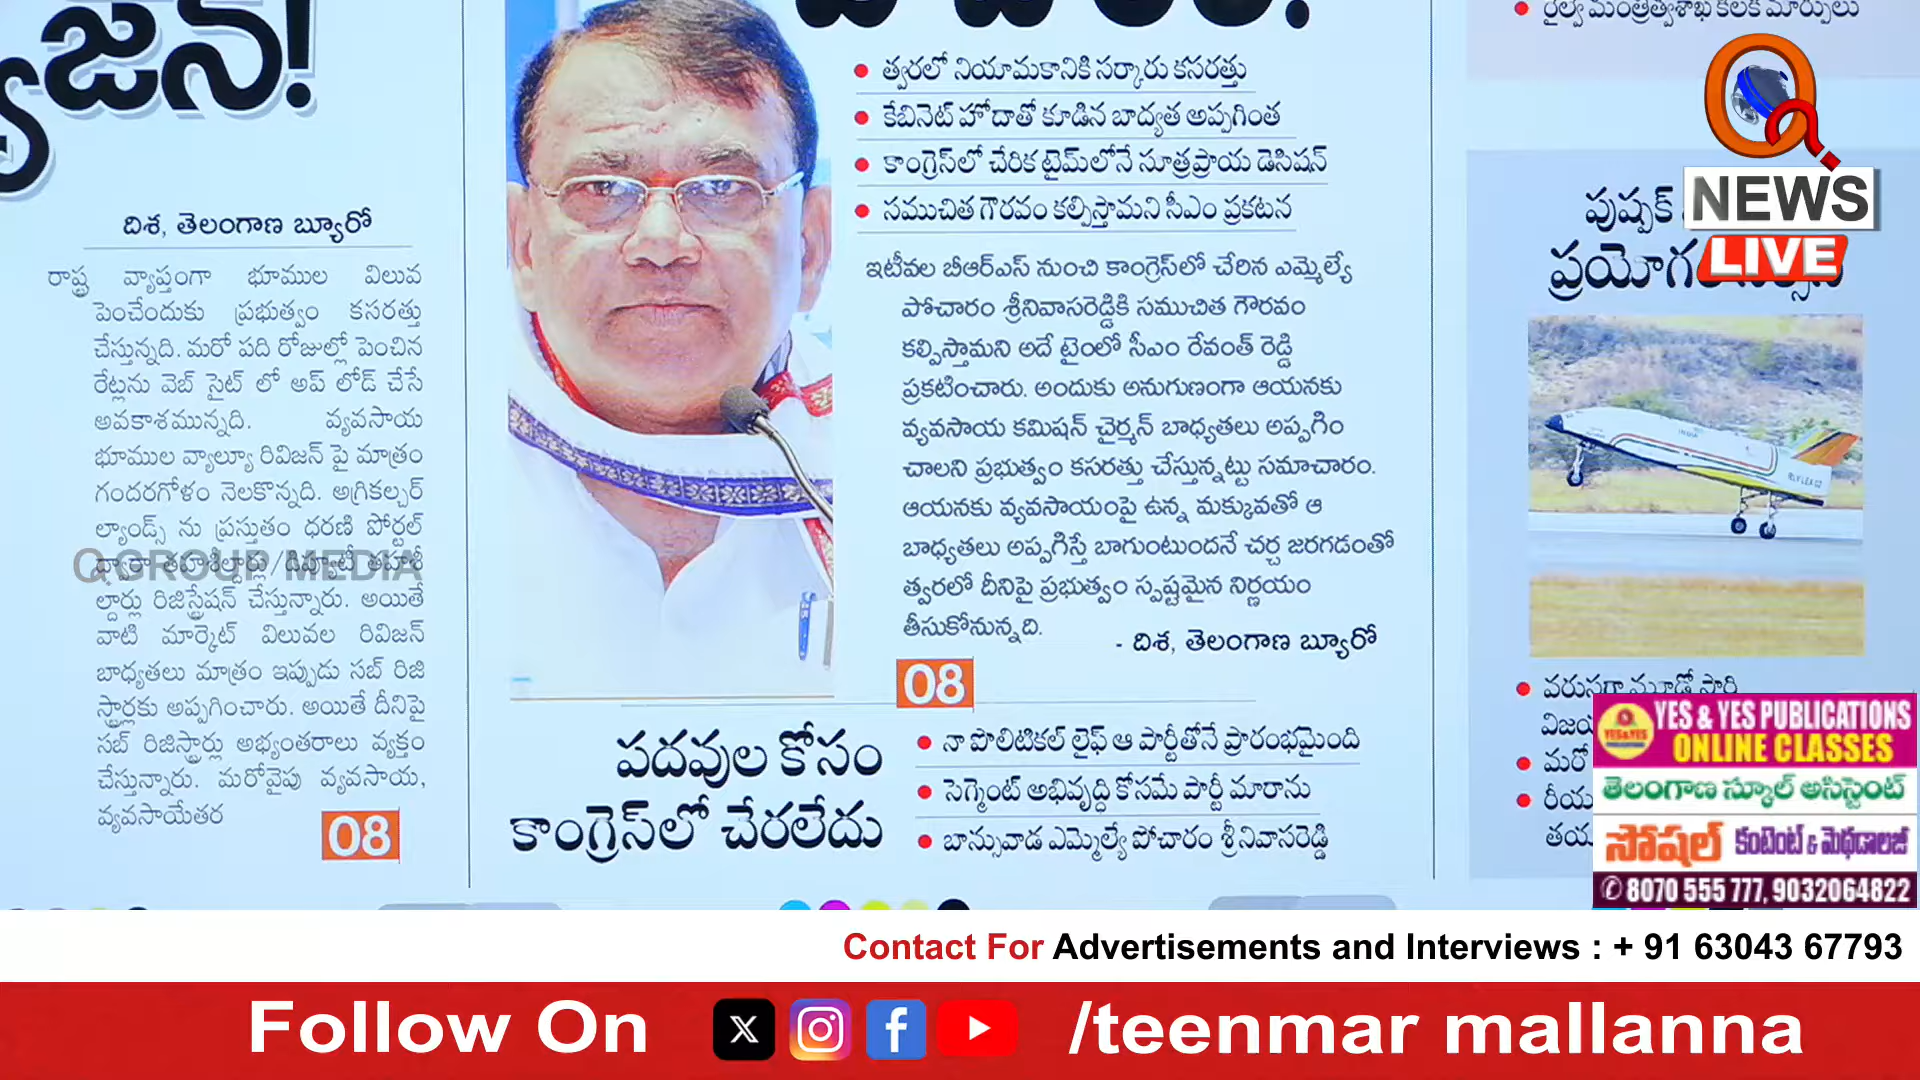 దిశ, తెలంగాణ బ్యూరో
రాష్ట్ర వ్యాప్తంగా భూముల విలువ
పెంచేందుకు ప్రభుత్వం కసరత్తు
చేస్తున్నది. మరో పది రోజుల్లో పెంచిన
రేట్లను వెబ్ సైట్ లో అప్ లోడ్ చేసే
అవకాశమున్నది. వ్యవసాయ
భూముల వ్యాల్యూ రివిజన్ పై మాత్రం
గందరగోళం నెలకొన్నది. అగ్రికల్చర్
ల్యాండ్స్ ను ప్రస్తుతం ధరణి పోర్టల్
ద్వారా తహశీల్దార్లు/డిప్యూటీ తహశీ
ల్దార్లు రిజిస్ట్రేషన్ చేస్తున్నారు. అయితే
వాటి మార్కెట్ విలువల రివిజన్
బాధ్యతలు మాత్రం ఇప్పుడు సబ్ రిజి
స్ట్రార్లకు అప్పగించారు. అయితే దీనిపై
సబ్ రిజిస్ట్రార్లు అభ్యంతరాలు వ్యక్తం
చేస్తున్నారు. మరోవైపు వ్యవసాయ,
వ్యవసాయేతర
08
Q GROUP MEDIA
త్వరలో నియామకానికి సర్కారు కసరత్తు
కేబినెట్ హోదాతో కూడిన బాద్యత అప్పగింత
కాంగ్రెస్‌లో చేరిక టైమ్‌లోనే సూత్రప్రాయ డెసిషన్
సముచిత గౌరవం కల్పిస్తామని సీఎం ప్రకటన
ఇటీవల బీఆర్ఎస్ నుంచి కాంగ్రెస్‌లో చేరిన ఎమ్మెల్యే
పోచారం శ్రీనివాసరెడ్డికి సముచిత గౌరవం
కల్పిస్తామని అదే టైంలో సీఎం రేవంత్ రెడ్డి
ప్రకటించారు. అందుకు అనుగుణంగా ఆయనకు
వ్యవసాయ కమిషన్ చైర్మన్ బాధ్యతలు అప్పగిం
చాలని ప్రభుత్వం కసరత్తు చేస్తున్నట్టు సమాచారం.
ఆయనకు వ్యవసాయంపై ఉన్న మక్కువతో ఆ
బాధ్యతలు అప్పగిస్తే బాగుంటుందనే చర్చ జరగడంతో
త్వరలో దీనిపై ప్రభుత్వం స్పష్టమైన నిర్ణయం
తీసుకోనున్నది.
- దిశ, తెలంగాణ బ్యూరో
08
పదవుల కోసం
కాంగ్రెస్‌లో చేరలేదు
నా పొలిటికల్ లైఫ్ ఆ పార్టీతోనే ప్రారంభమైంది
సెగ్మెంట్ అభివృద్ధి కోసమే పార్టీ మారాను
బాన్సువాడ ఎమ్మెల్యే పోచారం శ్రీనివాసరెడ్డి
Q
NEWS
LIVE
పుష్పక్
వరుసగా మూడో సారి
మరో
YES & YES PUBLICATIONS
ONLINE CLASSES
తెలంగాణ స్కూల్ అసిస్టెంట్
సోషల్ కంటెంట్ & మెథడాలజీ
8070 555 777, 9032064822
Contact For Advertisements and Interviews : + 91 63043 67793
Follow On /teenmar mallanna